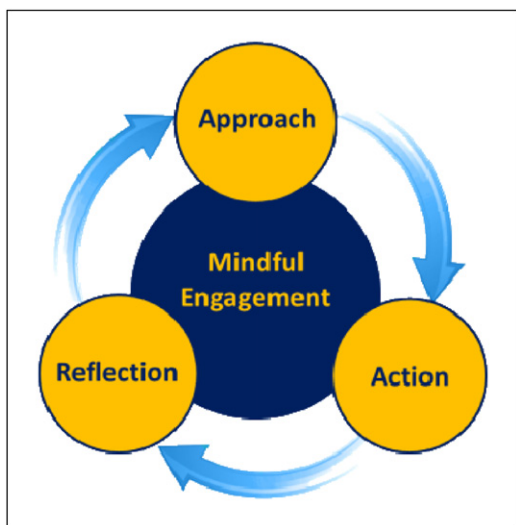 Approach
Mindful
Engagement
Reflection
Action